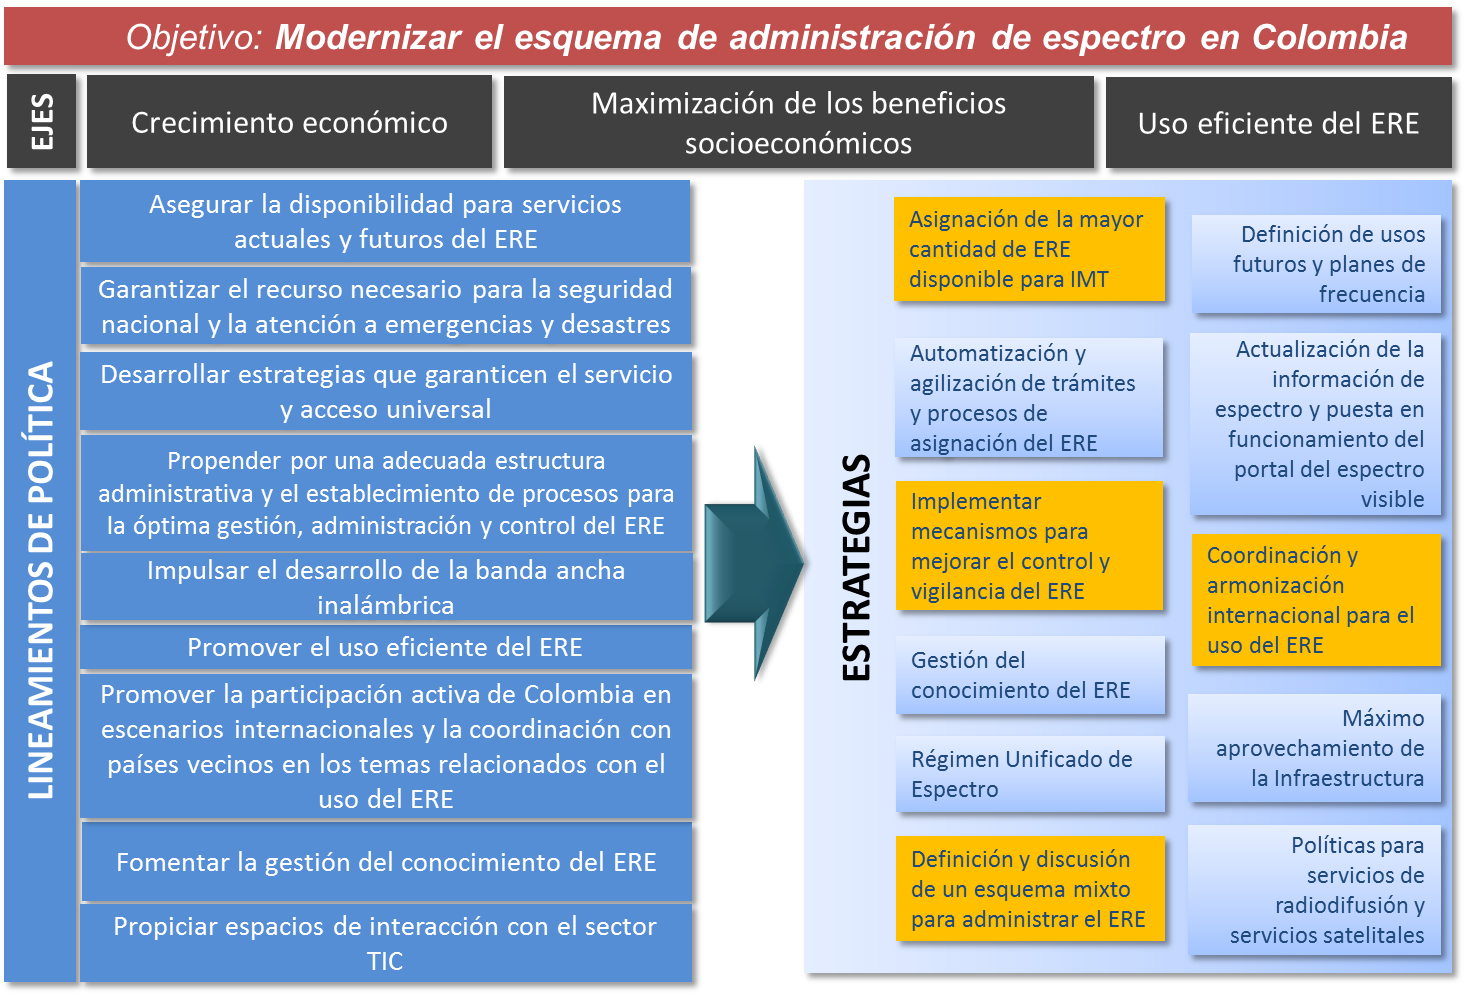 Objetivo: Modernizar el esquema de administración de espectro en Colombia
EJES
Crecimiento económico
Maximización de los beneficios
socioeconómicos
Uso eficiente del ERE
LINEAMIENTOS DE POLÍTICA
Asegurar la disponibilidad para servicios
actuales y futuros del ERE
Garantizar el recurso necesario para la seguridad
nacional y la atención a emergencias y desastres
Desarrollar estrategias que garanticen el servicio
y acceso universal
Propender por una adecuada estructura
administrativa y el establecimiento de procesos para
la óptima gestión, administración y control del ERE
Impulsar el desarrollo de la banda ancha
inalámbrica
Promover el uso eficiente del ERE
Promover la participación activa de Colombia en
escenarios internacionales y la coordinación con
países vecinos en los temas relacionados con el
uso del ERE
Fomentar la gestión del conocimiento del ERE
Propiciar espacios de interacción con el sector
TIC
ESTRATEGIAS
Asignación de la mayor
cantidad de ERE
disponible para IMT
Automatización y
agilización de trámites
y procesos de
asignación del ERE
Implementar
mecanismos para
mejorar el control y
vigilancia del ERE
Gestión del
conocimiento del ERE
Régimen Unificado de
Espectro
Definición y discusión
de un esquema mixto
para administrar el ERE
Definición de usos
futuros y planes de
frecuencia
Actualización de la
información de
espectro y puesta en
funcionamiento del
portal del espectro
visible
Coordinación y
armonización
internacional para el
uso del ERE
Máximo
aprovechamiento de
la Infraestructura
Políticas para
servicios de
radiodifusión y
servicios satelitales